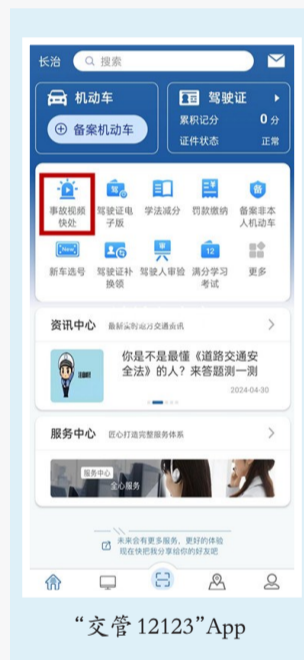 长治 搜索
机动车
备案机动车
驾驶证
累积记分 0分
证件状态 正常
事故视频快处
驾驶证电子版
学法减分
罚款缴纳
备案非本人机动车
新车选号
驾驶证补换领
驾驶人审验
满分学习考试
更多
资讯中心
你是不是最懂《道路交通安
全法》的人?来答题测一测
2024-04-30
服务中心 匠心打造完整服务体系
服务中心
全心服务
未来会有更多服务、更好的体验
现在快把我分享给你的好友吧
“交管12123”App